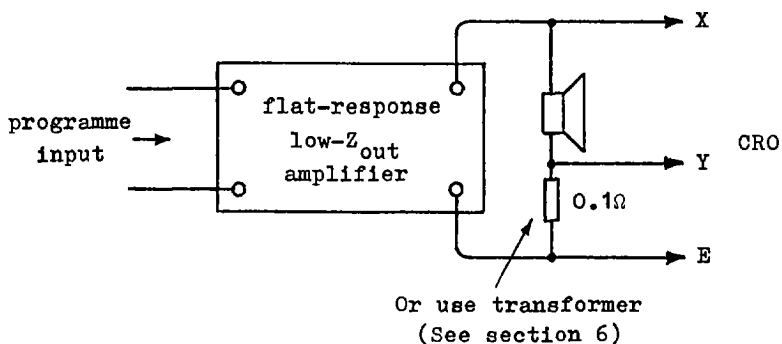 X
flat-response
programme
input
low-Zout
amplifier
Y
CRO
0.1Ω
E
Or use transformer
(See section 6)